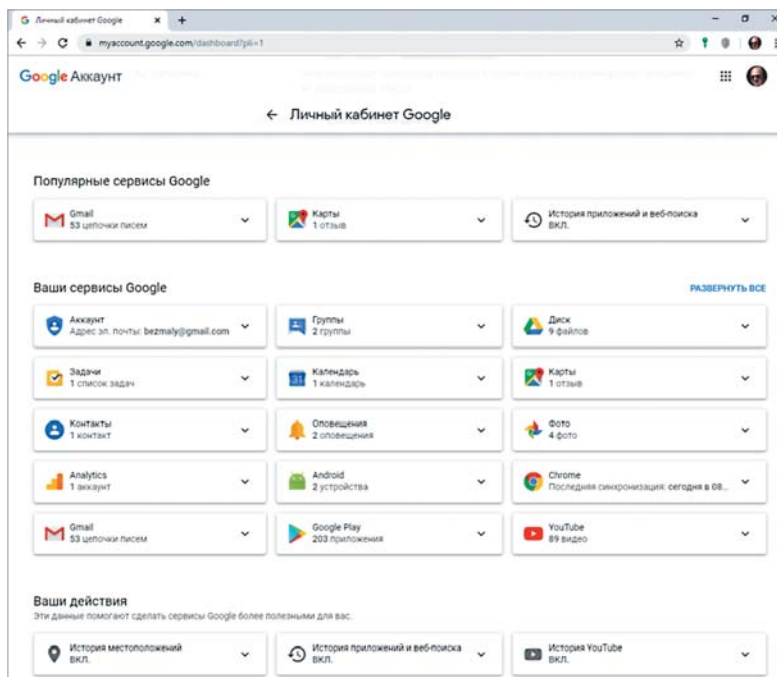 Личный кабинет Google
myaccount.google.com/dashboard?pli=1
Google Аккаунт
Личный кабинет Google
Популярные сервисы Google
Gmail
53 цепочки писем
Карты
1 отзыв
История приложений и веб-поиска
ВКЛ.
Ваши сервисы Google
РАЗВЕРНУТЬ ВСЕ
Аккаунт
Адрес эл. почты: bezmaly@gmail.com
Группы
2 группы
Диск
9 файлов
Задачи
1 список задач
31
Календарь
1 календарь
Карты
1 отзыв
Контакты
1 контакт
Оповещения
2 оповещения
Фото
4 фото
Analytics
1 аккаунт
Android
2 устройства
Chrome
Последняя синхронизация: сегодня в 08...
Gmail
53 цепочки писем
Google Play
203 приложения
YouTube
89 видео
Ваши действия
Эти данные помогают сделать сервисы Google более полезными для вас.
История местоположений
ВКЛ.
История приложений и веб-поиска
ВКЛ.
История YouTube
ВКЛ.